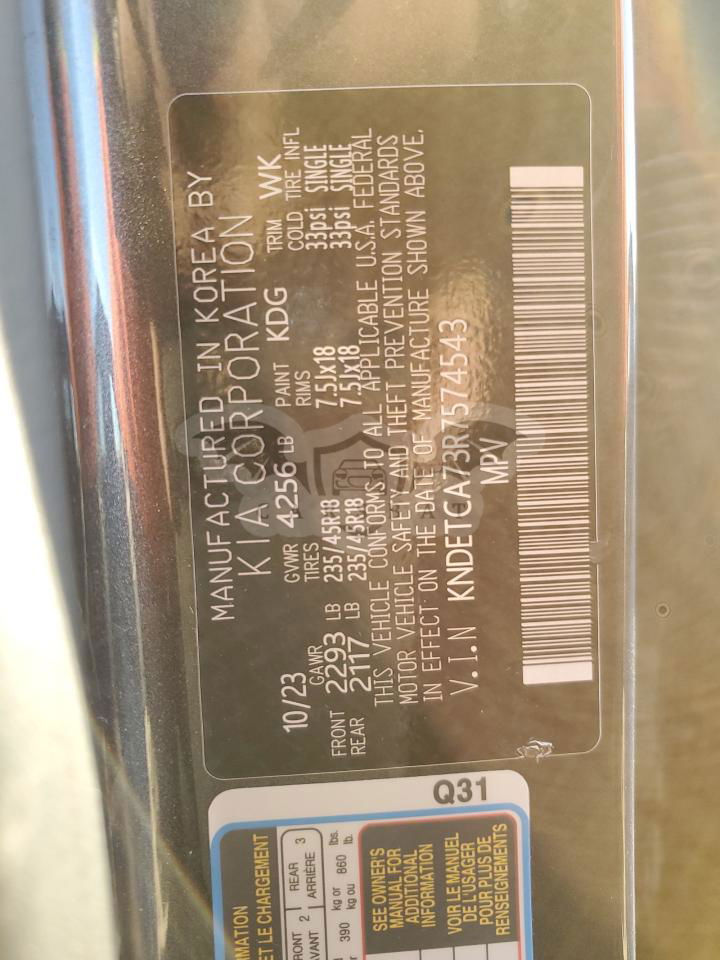 MANUFACTURED IN KOREA BY
KIA CORPORATION
10/23 GVWR 4256 LB PAINT KDG TRIM WK
GAWR TIRES RIMS COLD TIRE INFL
FRONT 2293 LB 235/45R18 7.5Jx18 33psi SINGLE
REAR 2117 LB 235/45R18 7.5Jx18 33psi SINGLE
THIS VEHICLE CONFORMS TO ALL APPLICABLE U.S.A. FEDERAL
MOTOR VEHICLE SAFETY AND THEFT PREVENTION STANDARDS
IN EFFECT ON THE DATE OF MANUFACTURE SHOWN ABOVE.
V.I.N KNDETCA73R7574543
MPV
Q31
ET LE CHARGEMENT
2 REAR 3
ARRIÈRE
390 kg or 860 lbs.
kg ou lb.
SEE OWNER'S
MANUAL FOR
ADDITIONAL
INFORMATION
VOIR LE MANUEL
DE L'USAGER
POUR PLUS DE
RENSEIGNEMENTS